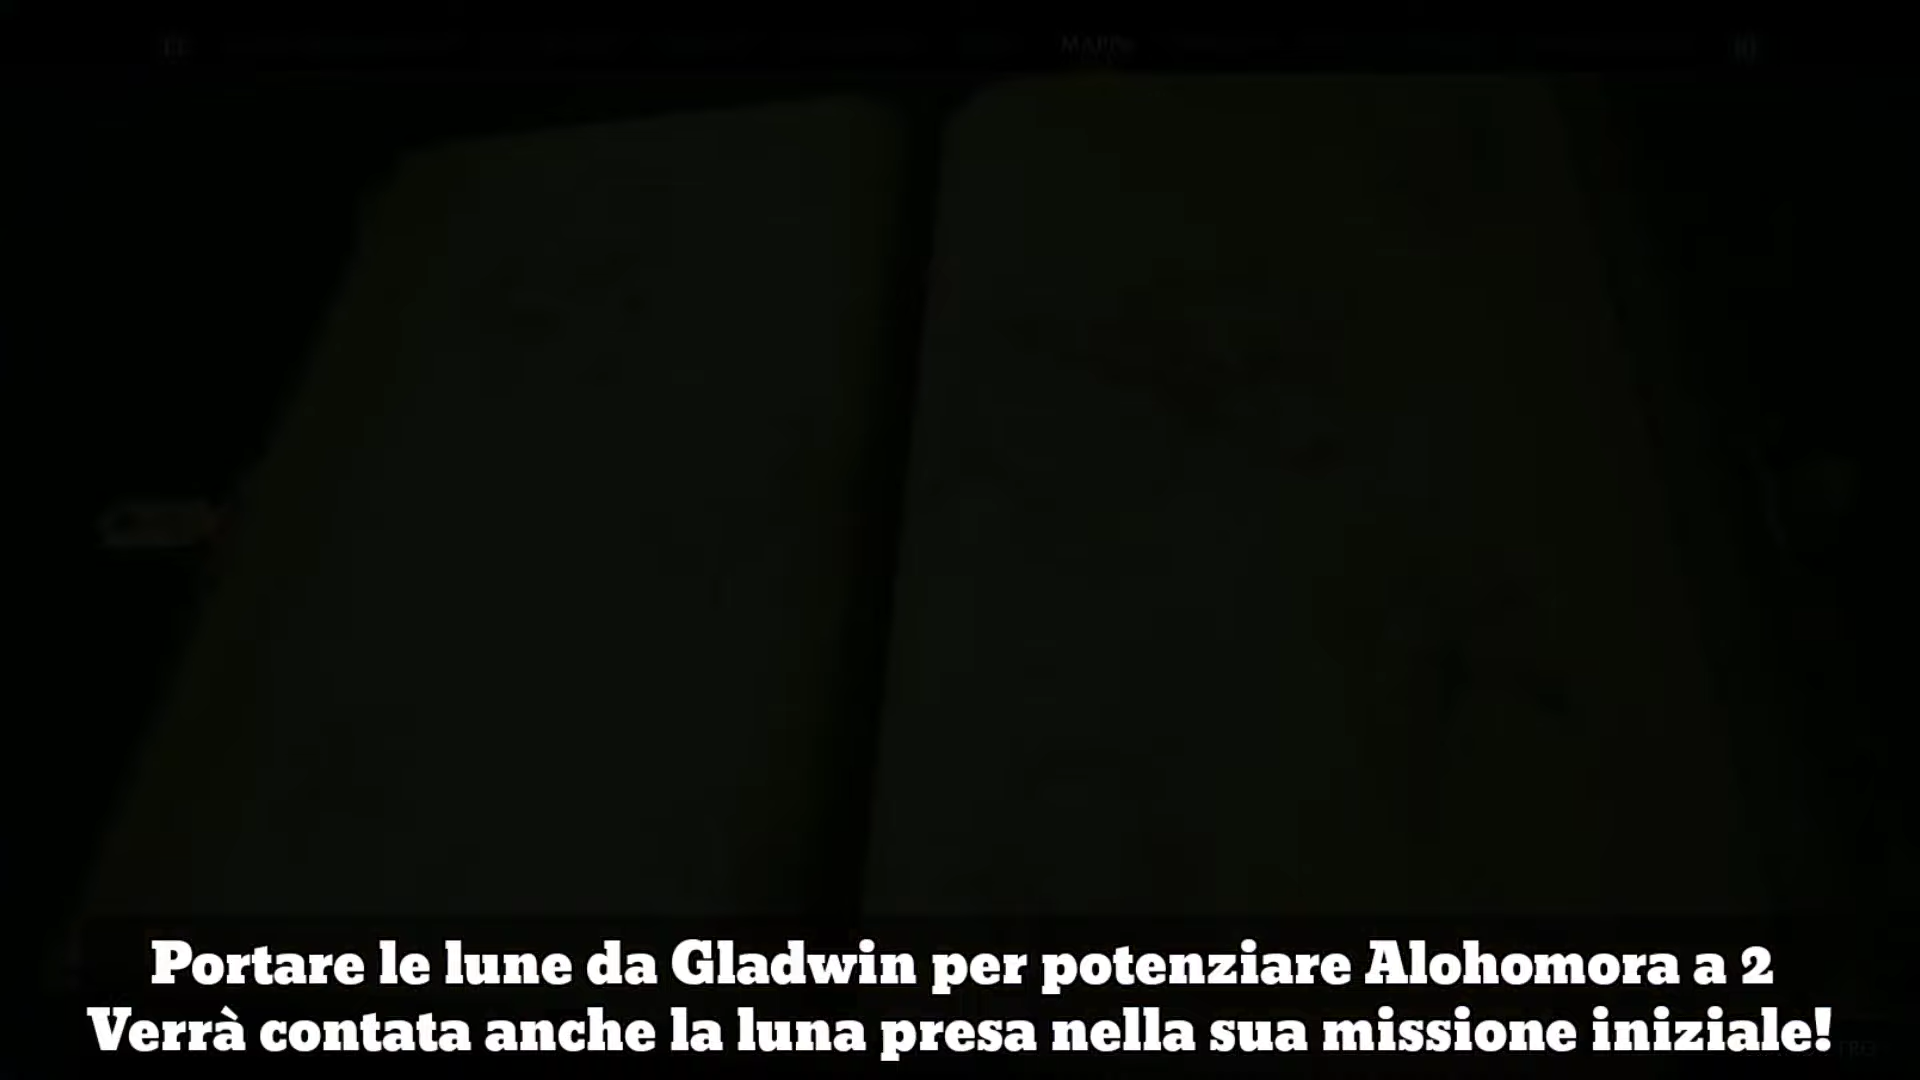 MAPPA
Portare le lune da Gladwin per potenziare Alohomora a 2
Verrà contata anche la luna presa nella sua missione iniziale!